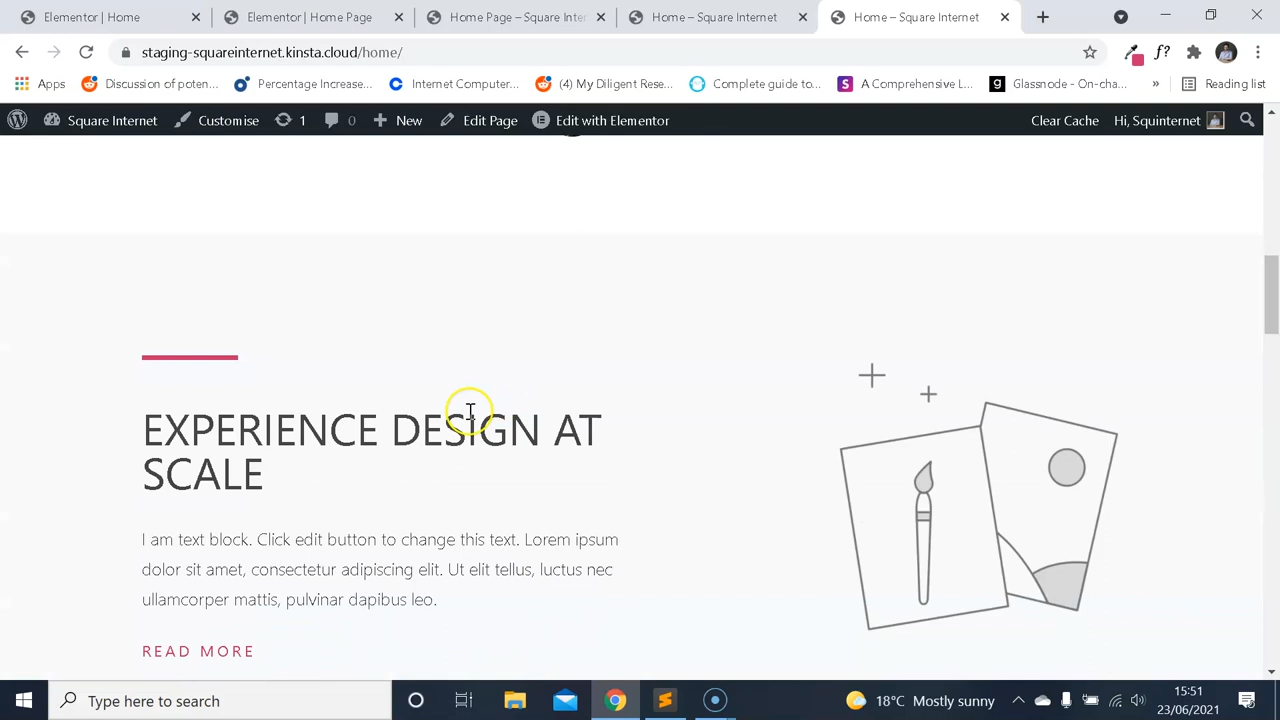 Elementor | Home
Elementor | Home Page
Home Page – Square Inter
Home – Square Internet
Home – Square Internet
staging-squareinternet.kinsta.cloud/home/
f?
Apps
Discussion of poten...
Percentage Increase...
Internet Computer...
(4) My Diligent Rese...
Complete guide to...
A Comprehensive L...
Glassnode - On-cha...
»
Reading list
Square Internet
Customise
1
0
New
Edit Page
Edit with Elementor
Clear Cache
Hi, Squinternet
EXPERIENCE DESIGN AT
SCALE
I am text block. Click edit button to change this text. Lorem ipsum
dolor sit amet, consectetur adipiscing elit. Ut elit tellus, luctus nec
ullamcorper mattis, pulvinar dapibus leo.
READ MORE
Type here to search
18°C Mostly sunny
15:51
23/06/2021